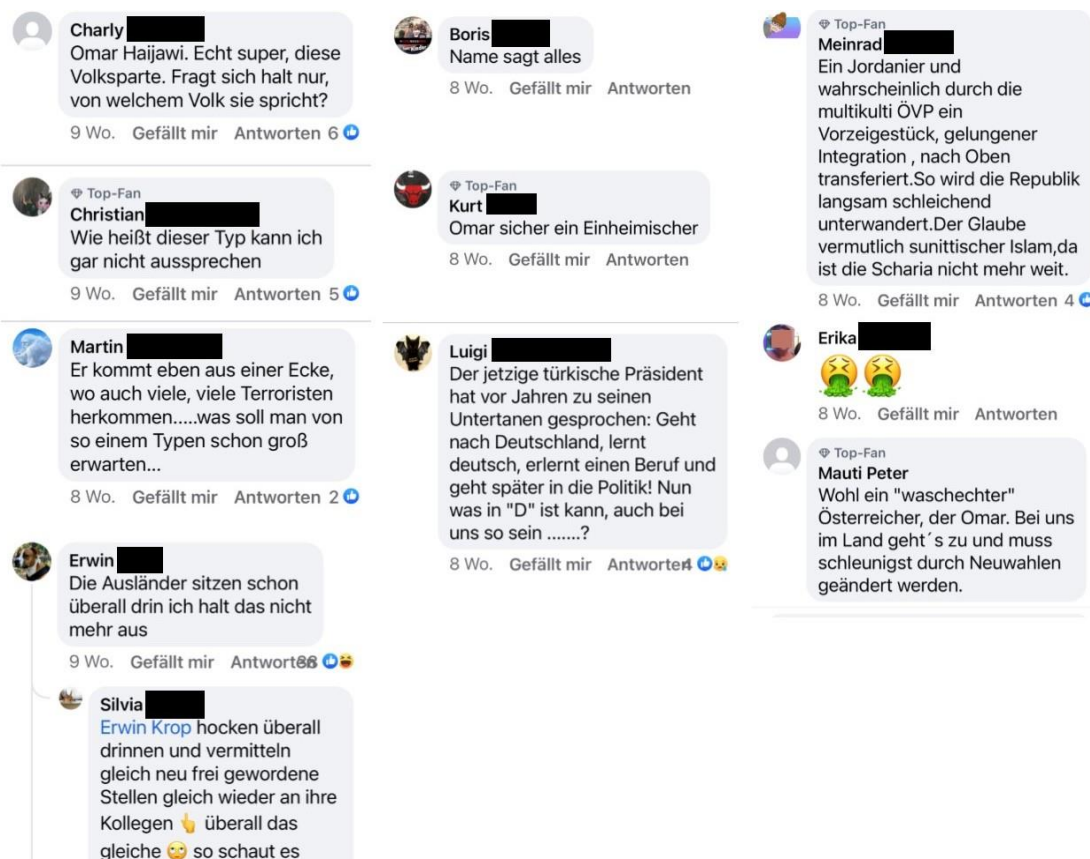 Charly
Omar Haijawi. Echt super, diese
Volksparte. Fragt sich halt nur,
von welchem Volk sie spricht?
9 Wo. Gefällt mir Antworten 6
Top-Fan
Christian
Wie heißt dieser Typ kann ich
gar nicht aussprechen
9 Wo. Gefällt mir Antworten 5
Martin
Er kommt eben aus einer Ecke,
wo auch viele, viele Terroristen
herkommen.....was soll man von
so einem Typen schon groß
erwarten...
8 Wo. Gefällt mir Antworten 2
Erwin
Die Ausländer sitzen schon
überall drin ich halt das nicht
mehr aus
9 Wo. Gefällt mir Antworten
Silvia
Erwin Krop hocken überall
drinnen und vermitteln
gleich neu frei gewordene
Stellen gleich wieder an ihre
Kollegen 👆 überall das
gleiche 🙄 so schaut es
Boris
Name sagt alles
8 Wo. Gefällt mir Antworten
Top-Fan
Kurt
Omar sicher ein Einheimischer
8 Wo. Gefällt mir Antworten
Luigi
Der jetzige türkische Präsident
hat vor Jahren zu seinen
Untertanen gesprochen: Geht
nach Deutschland, lernt
deutsch, erlernt einen Beruf und
geht später in die Politik! Nun
was in "D" ist kann, auch bei
uns so sein .......?
8 Wo. Gefällt mir Antworten 4
Top-Fan
Meinrad
Ein Jordanier und
wahrscheinlich durch die
multikulti ÖVP ein
Vorzeigestück, gelungener
Integration , nach Oben
transferiert.So wird die Republik
langsam schleichend
unterwandert.Der Glaube
vermutlich sunittischer Islam,da
ist die Scharia nicht mehr weit.
8 Wo. Gefällt mir Antworten 4
Erika
🤮🤮
8 Wo. Gefällt mir Antworten
Top-Fan
Mauti Peter
Wohl ein "waschechter"
Österreicher, der Omar. Bei uns
im Land geht´s zu und muss
schleunigst durch Neuwahlen
geändert werden.